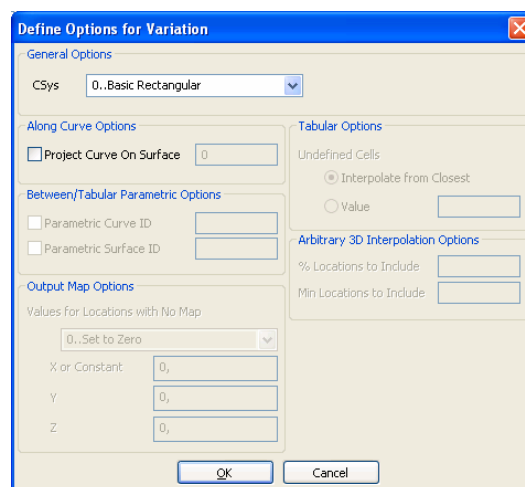 Define Options for Variation
General Options
CSys
0..Basic Rectangular
Along Curve Options
Project Curve On Surface
0
Between/Tabular Parametric Options
Parametric Curve ID
Parametric Surface ID
Output Map Options
Values for Locations with No Map
0..Set to Zero
X or Constant
0,
Y
0,
Z
0,
Tabular Options
Undefined Cells
Interpolate from Closest
Value
Arbitrary 3D Interpolation Options
% Locations to Include
Min Locations to Include
OK
Cancel